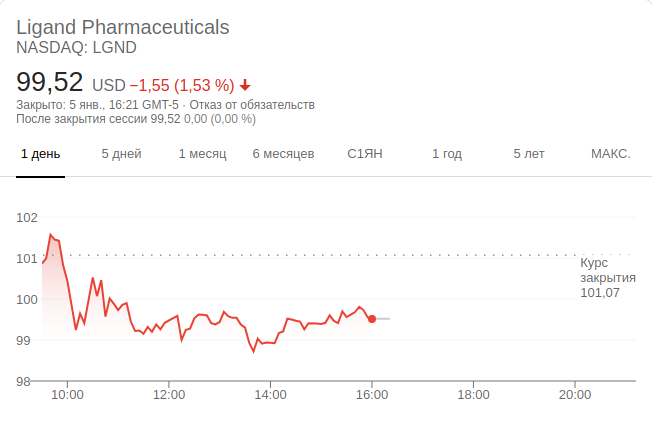 Ligand Pharmaceuticals
NASDAQ: LGND
99,52 USD −1,55 (1,53 %)
Закрыто: 5 янв., 16:21 GMT-5 · Отказ от обязательств
После закрытия сессии 99,52 0,00 (0,00 %)
1 день 5 дней 1 месяц 6 месяцев С1ЯН 1 год 5 лет МАКС.
102
101
Курс
закрытия
101,07
100
99
98
10:00 12:00 14:00 16:00 18:00 20:00